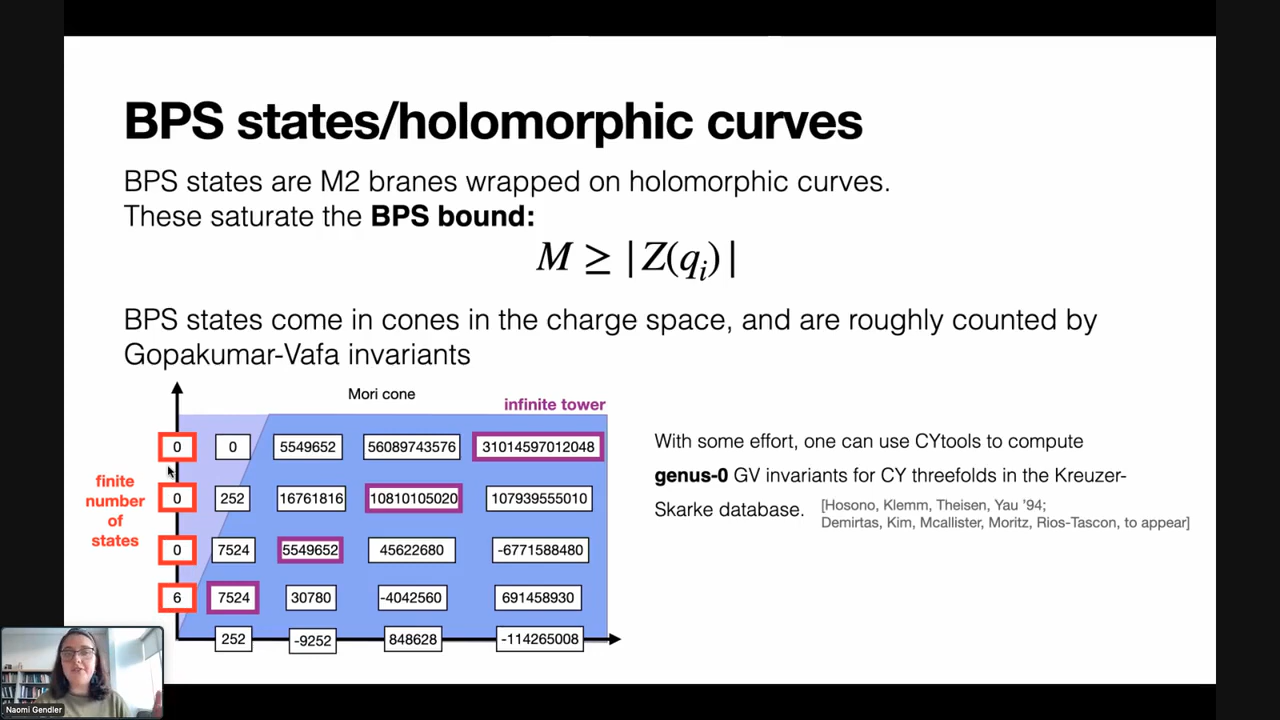 BPS states/holomorphic curves
BPS states are M2 branes wrapped on holomorphic curves.
These saturate the BPS bound:
M ≥ |Z(qᵢ)|
BPS states come in cones in the charge space, and are roughly counted by
Gopakumar-Vafa invariants
Mori cone
infinite tower
0 0 5549652 56089743576 31014597012048
finite
number
of
states
0 252 16761816 10810105020 107939555010
0 7524 5549652 45622680 -6771588480
6 7524 30780 -4042560 691458930
252 -9252 848628 -114265008
With some effort, one can use CYtools to compute
genus-0 GV invariants for CY threefolds in the Kreuzer-
Skarke database. [Hosono, Klemm, Theisen, Yau '94;
Demirtas, Kim, Mcallister, Moritz, Rios-Tascon, to appear]
Naomi Gendler